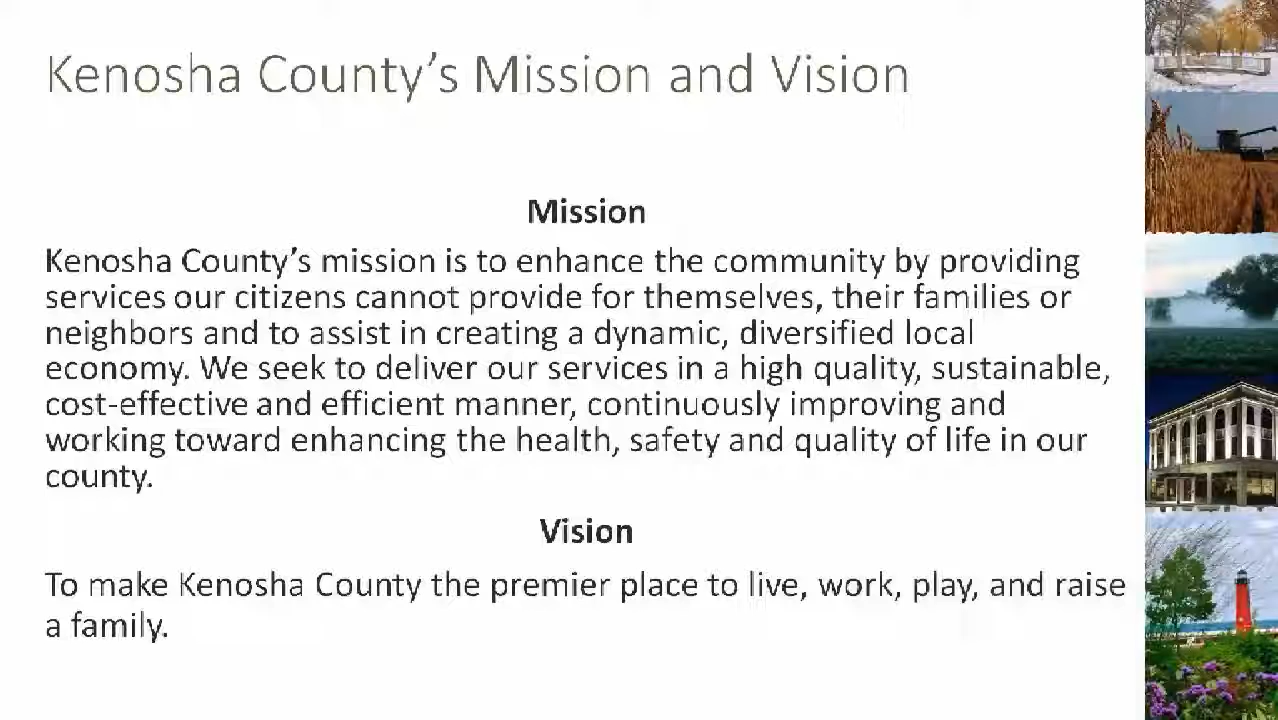 Kenosha County’s Mission and Vision
Mission
Kenosha County’s mission is to enhance the community by providing
services our citizens cannot provide for themselves, their families or
neighbors and to assist in creating a dynamic, diversified local
economy. We seek to deliver our services in a high quality, sustainable,
cost-effective and efficient manner, continuously improving and
working toward enhancing the health, safety and quality of life in our
county.
Vision
To make Kenosha County the premier place to live, work, play, and raise
a family.